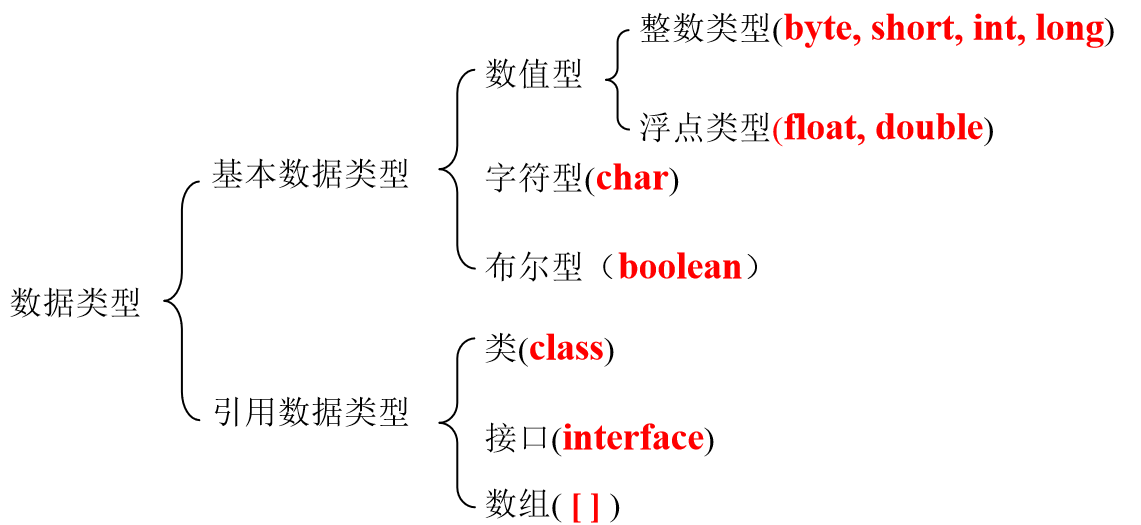 整数类型(byte, short, int, long)
数值型
浮点类型(float, double)
基本数据类型
字符型(char)
布尔型（boolean）
数据类型
类(class)
引用数据类型
接口(interface)
数组( [ ] )